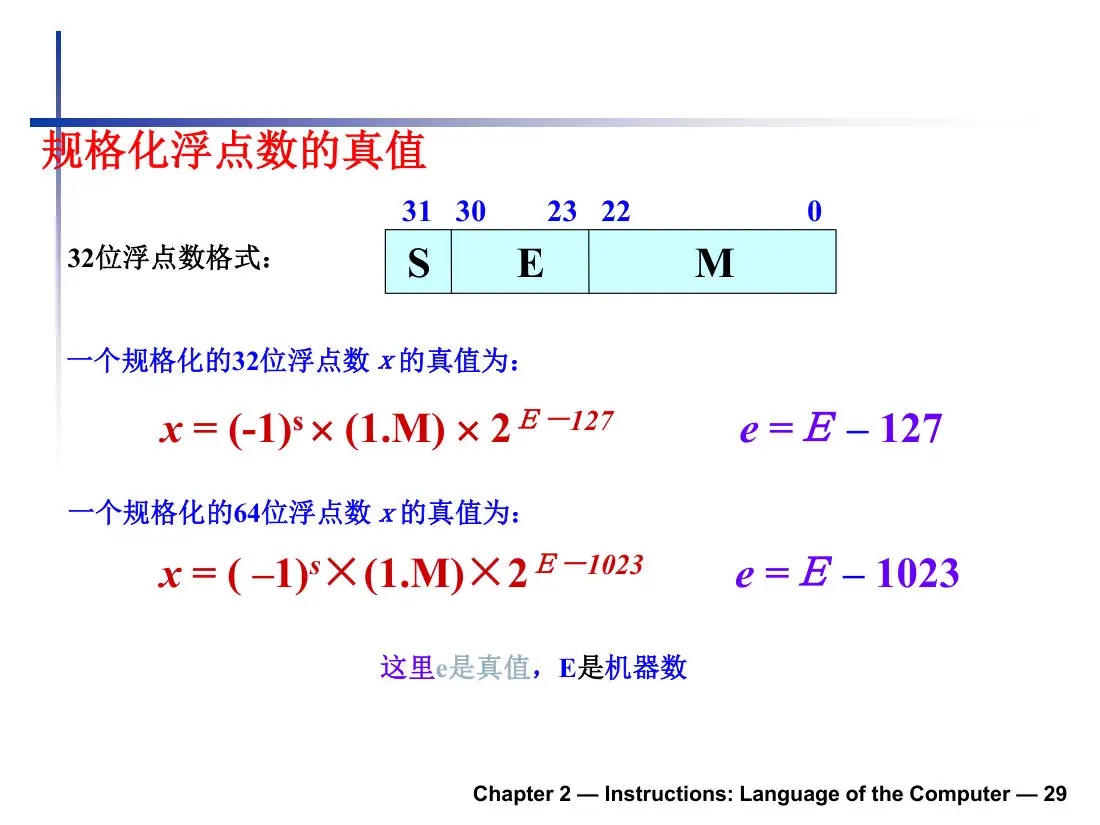 规格化浮点数的真值
31 30 23 22 0
32位浮点数格式：
S E M
一个规格化的32位浮点数 x 的真值为：
x = (-1)ˢ × (1.M) × 2 E－127 e = E – 127
一个规格化的64位浮点数 x 的真值为：
x = ( –1)ˢ×(1.M)×2 E－1023 e = E – 1023
这里e是真值，E是机器数
Chapter 2 — Instructions: Language of the Computer — 29